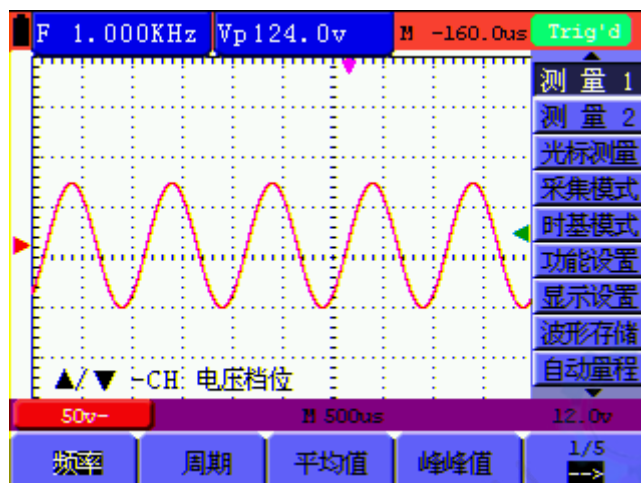 F 1.000KHz Vp124.0v M -160.0us Trig'd
测 量 1
测 量 2
光标测量
采集模式
时基模式
功能设置
显示设置
波形存储
自动量程
▲/▼ -CH 电压档位
50v- M 500us 12.0v
频率 周期 平均值 峰峰值 1/5
-->